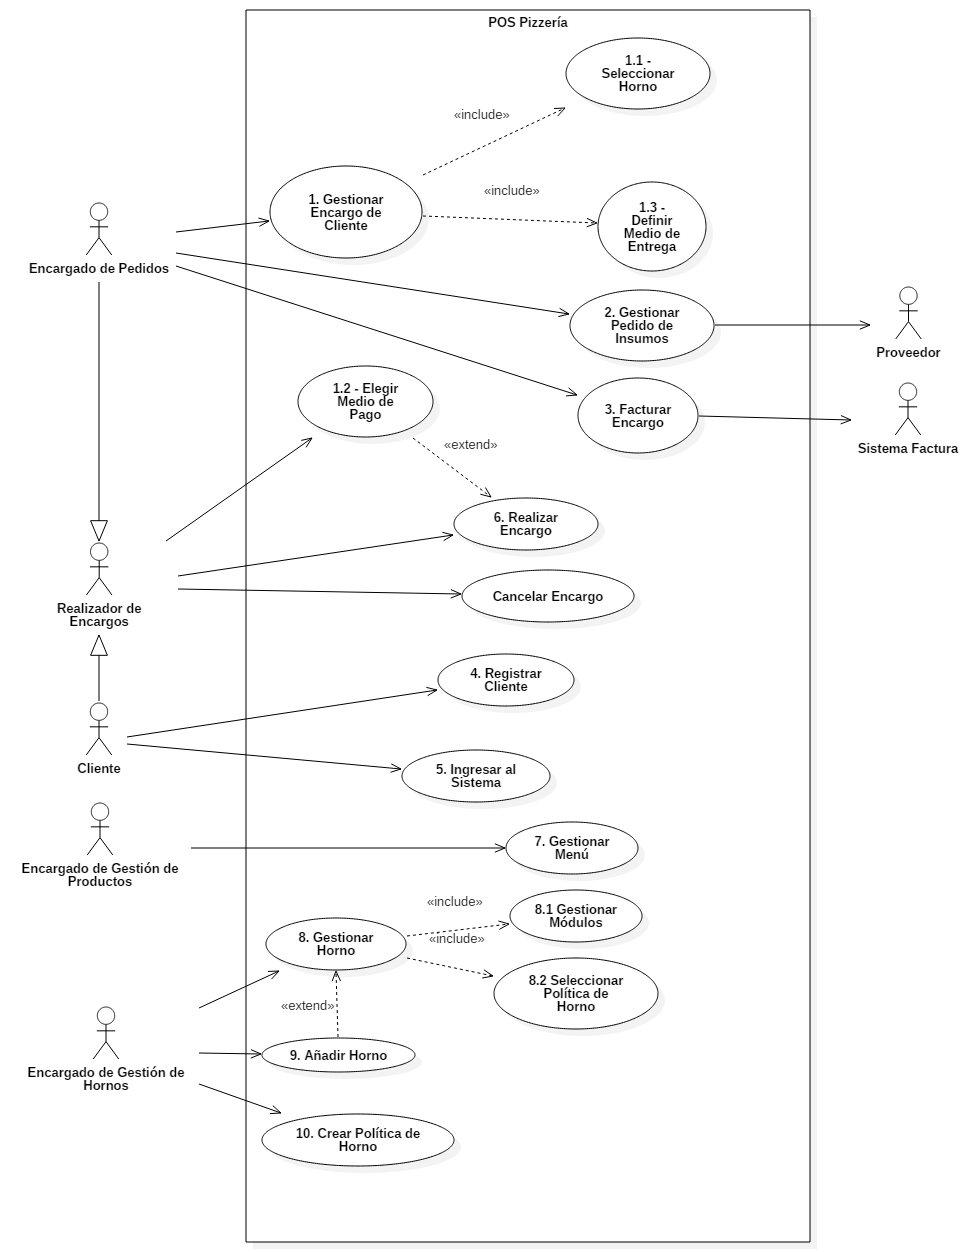 POS Pizzería
1.1 -
Seleccionar
Horno
«include»
1. Gestionar
Encargo de
Cliente
«include»
1.3 -
Definir
Medio de
Entrega
Encargado de Pedidos
2. Gestionar
Pedido de
Insumos
Proveedor
1.2 - Elegir
Medio de
Pago
3. Facturar
Encargo
Sistema Factura
«extend»
6. Realizar
Encargo
Cancelar Encargo
Realizador de
Encargos
4. Registrar
Cliente
Cliente
5. Ingresar al
Sistema
Encargado de Gestión de
Productos
7. Gestionar
Menú
«include»
8.1 Gestionar
Módulos
8. Gestionar
Horno
«include»
8.2 Seleccionar
Política de
Horno
«extend»
9. Añadir Horno
Encargado de Gestión de
Hornos
10. Crear Política de
Horno